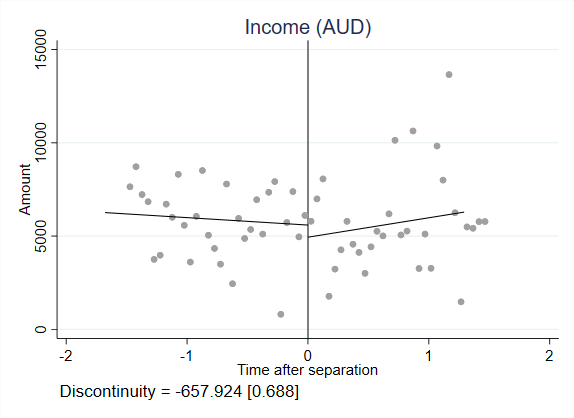 Income (AUD)
15000
10000
5000
0
Amount
-2 -1 0 1 2
Time after separation
Discontinuity = -657.924 [0.688]